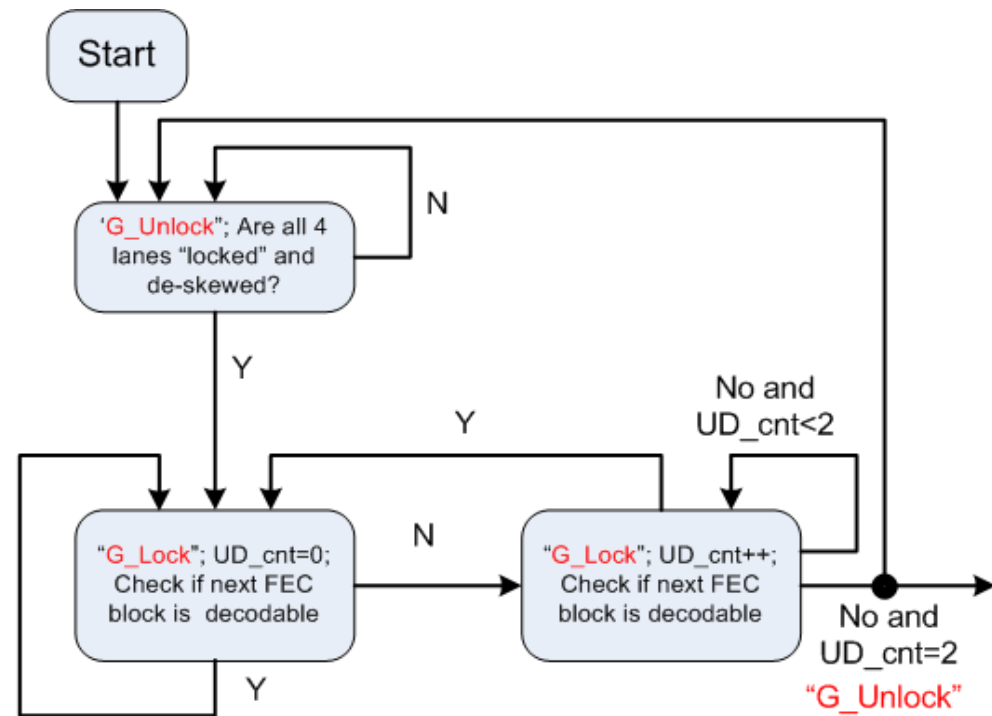 Start
‘G_Unlock”; Are all 4
lanes “locked” and
de-skewed?
N
Y
No and
UD_cnt<2
Y
“G_Lock”; UD_cnt=0;
Check if next FEC
block is decodable
N
“G_Lock”; UD_cnt++;
Check if next FEC
block is decodable
No and
UD_cnt=2
“G_Unlock”
Y